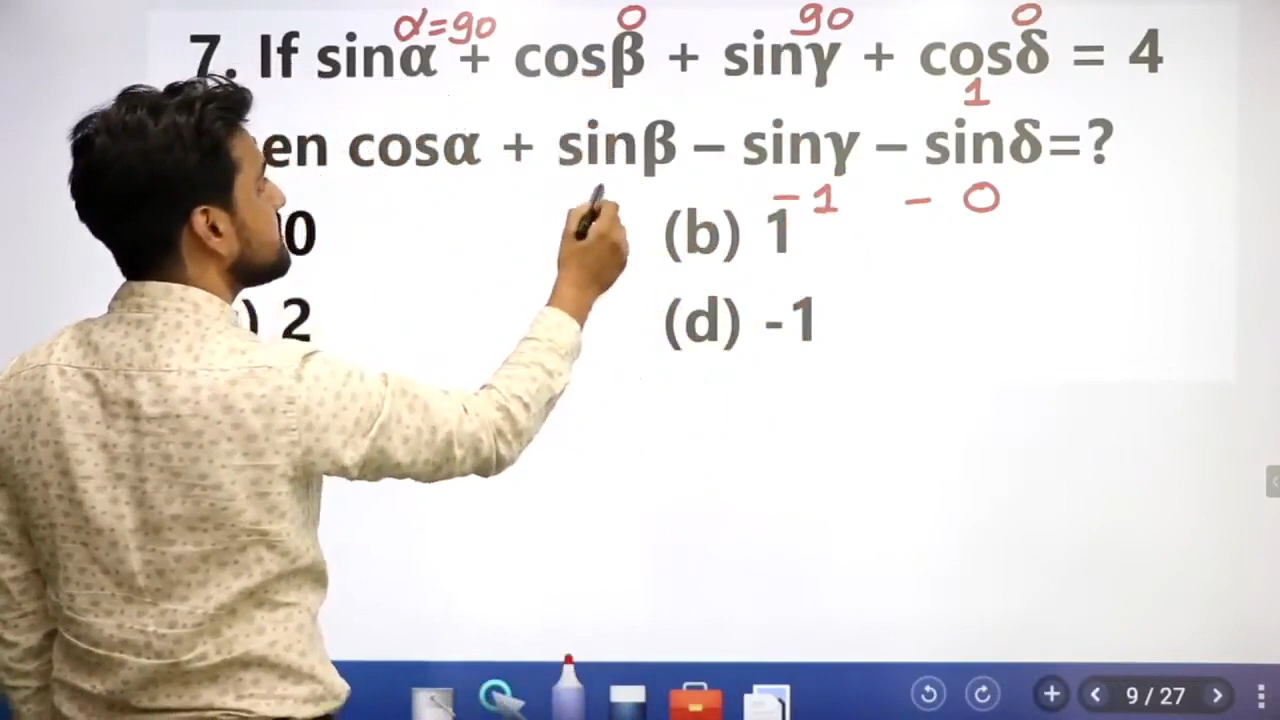 α=90 0 90 0
7. If sinα + cosβ + sinγ + cosδ = 4
1
en cosα + sinβ – sinγ – sinδ=?
– 1 – 0
0 (b) 1
) 2 (d) -1
9 / 27